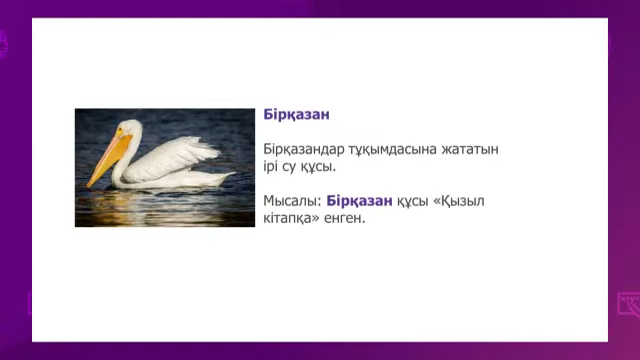 Бірқазан
Бірқазандар тұқымдасына жататын
ірі су құсы.
Мысалы: Бірқазан құсы «Қызыл
кітапқа» енген.